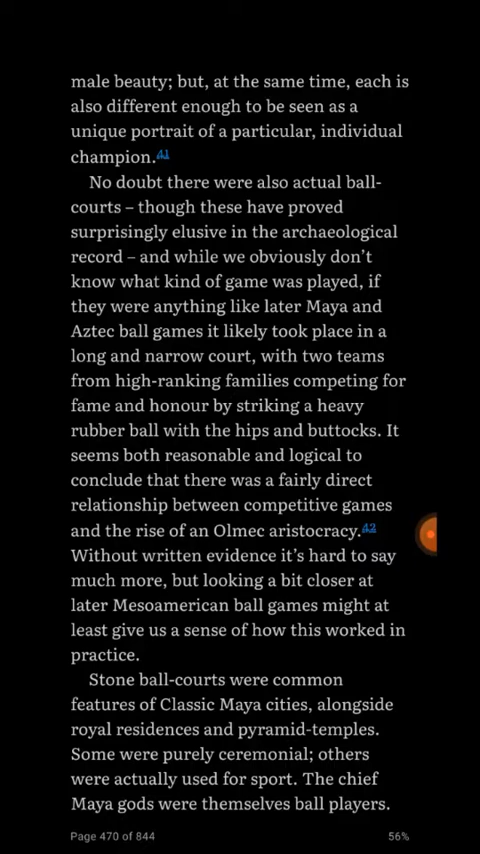 male beauty; but, at the same time, each is
also different enough to be seen as a
unique portrait of a particular, individual
champion.41
No doubt there were also actual ball-
courts – though these have proved
surprisingly elusive in the archaeological
record – and while we obviously don’t
know what kind of game was played, if
they were anything like later Maya and
Aztec ball games it likely took place in a
long and narrow court, with two teams
from high-ranking families competing for
fame and honour by striking a heavy
rubber ball with the hips and buttocks. It
seems both reasonable and logical to
conclude that there was a fairly direct
relationship between competitive games
and the rise of an Olmec aristocracy.42
Without written evidence it’s hard to say
much more, but looking a bit closer at
later Mesoamerican ball games might at
least give us a sense of how this worked in
practice.
Stone ball-courts were common
features of Classic Maya cities, alongside
royal residences and pyramid-temples.
Some were purely ceremonial; others
were actually used for sport. The chief
Maya gods were themselves ball players.
Page 470 of 844 56%